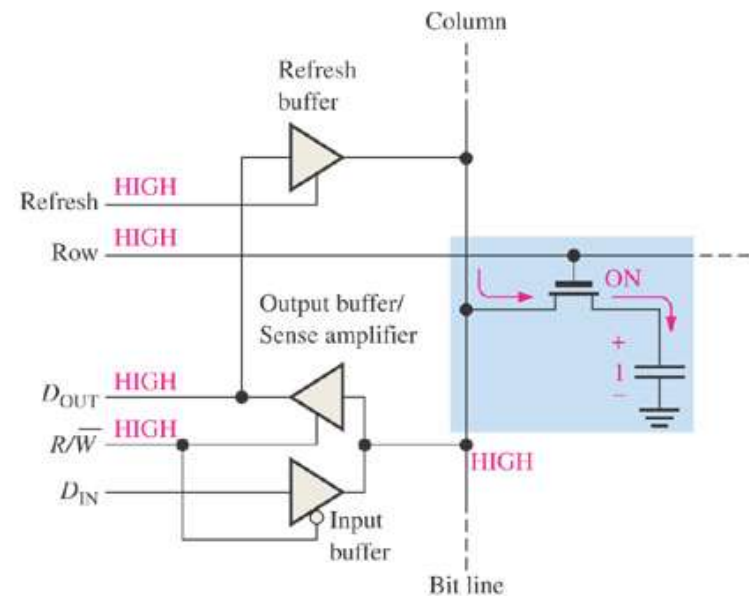 Column
Refresh
buffer
HIGH
Refresh
HIGH
Row
ON
Output buffer/
Sense amplifier
+
1
−
HIGH
D_OUT
HIGH
R/W̅
HIGH
D_IN
Input
buffer
Bit line